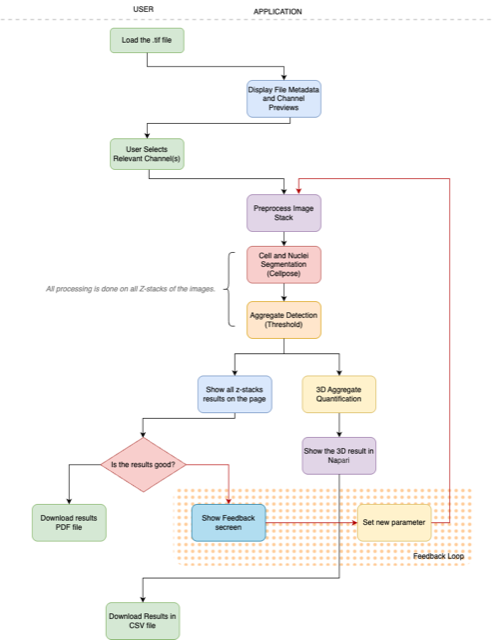 USER
APPLICATION
Load the .tif file
Display File Metadata
and Channel
Previews
User Selects
Relevant Channel(s)
Preprocess Image
Stack
Cell and Nuclei
Segmentation
(Cellpose)
All processing is done on all Z-stacks of the images.
Aggregate Detection
(Threshold)
Show all z-stacks
results on the page
3D Aggregate
Quantification
Is the results good?
Show the 3D result in
Napari
Download results
PDF file
Show Feedback
secreen
Set new parameter
Feedback Loop
Download Results in
CSV file